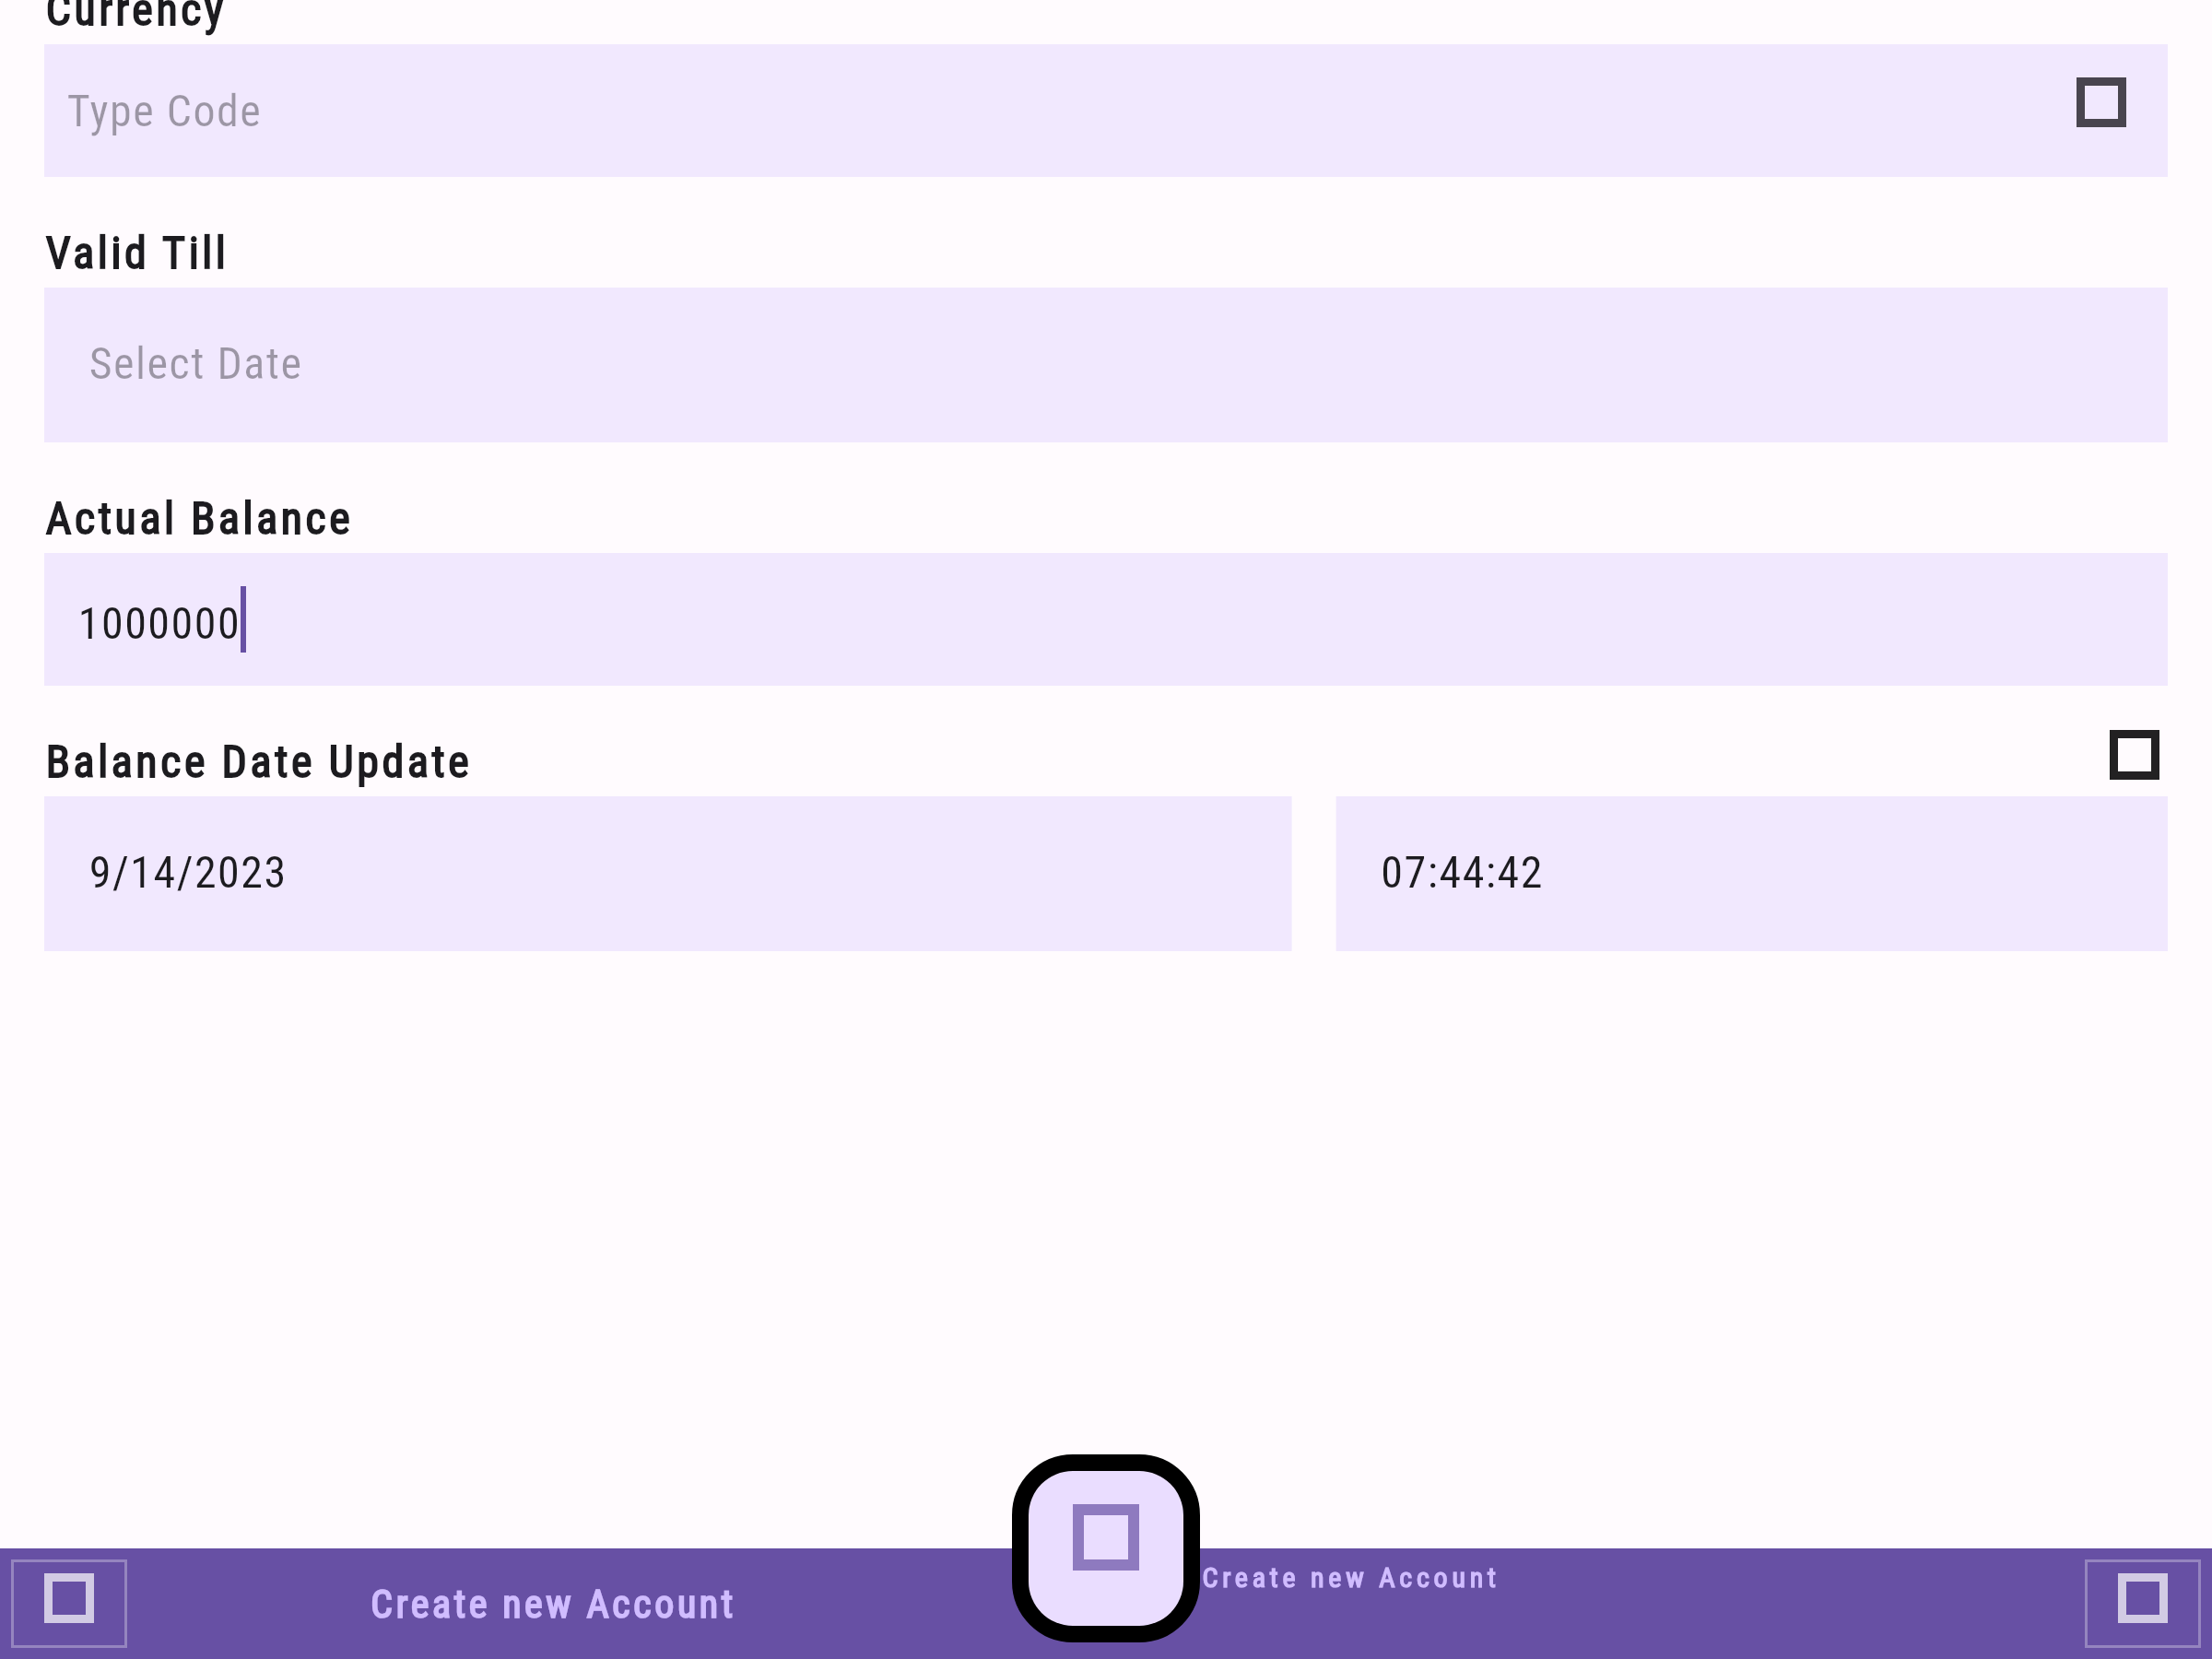 Currency
Type Code
Valid Till
Select Date
Actual Balance
1000000
Balance Date Update
9/14/2023
07:44:42
Create new Account
Create new Account